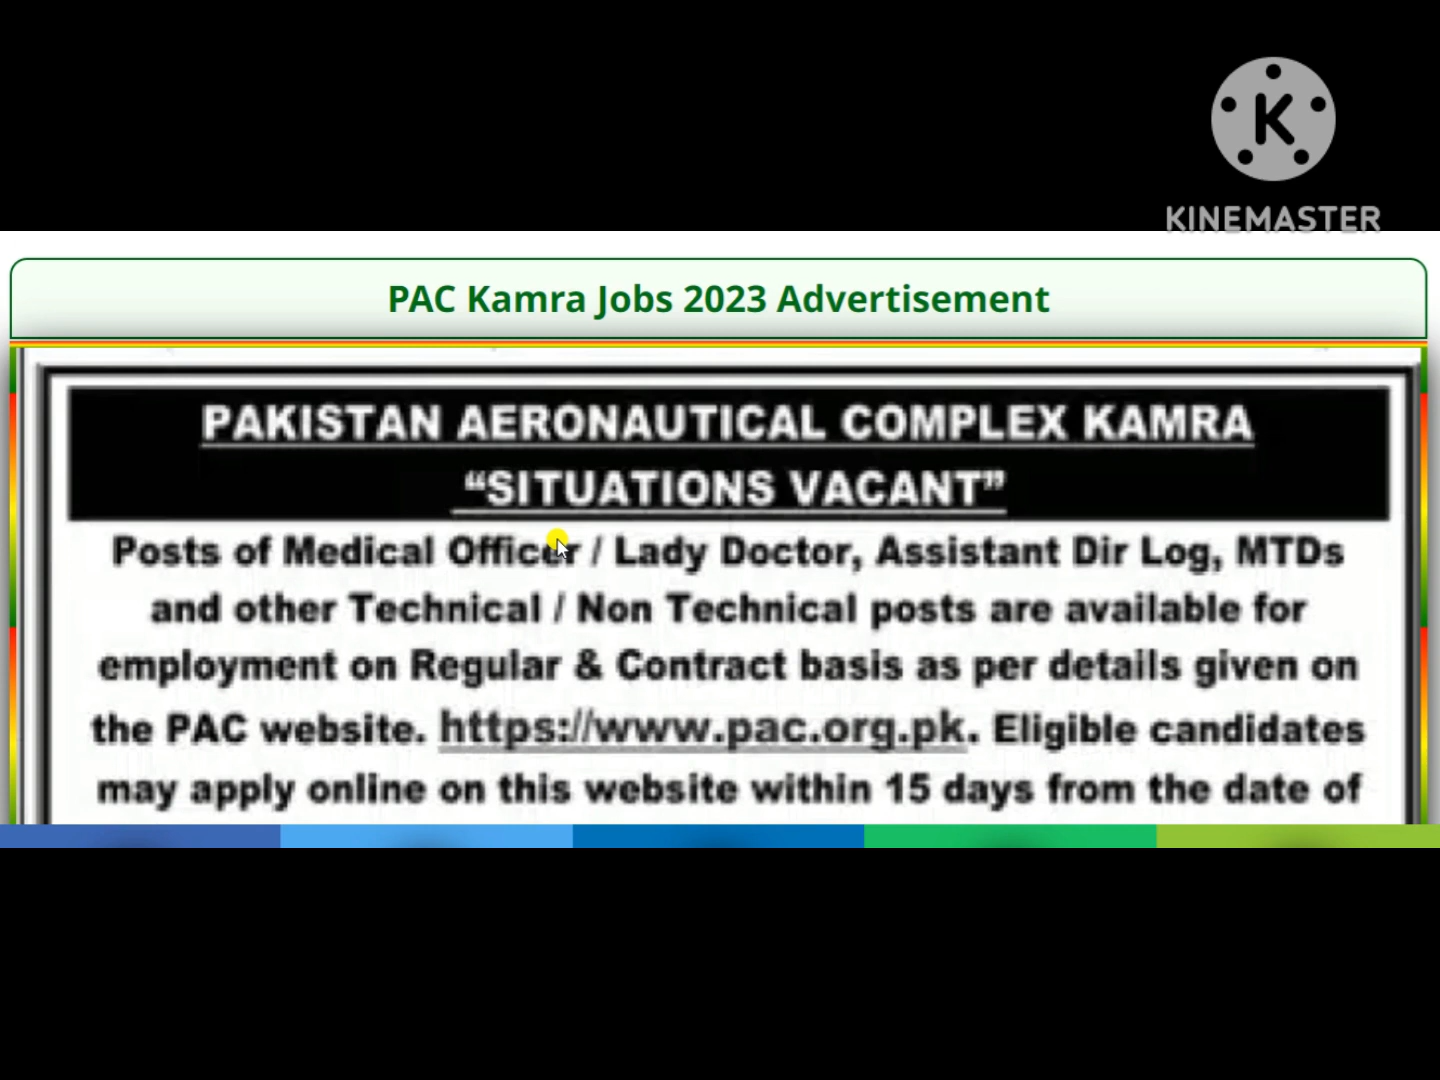 K
KINEMASTER
PAC Kamra Jobs 2023 Advertisement
PAKISTAN AERONAUTICAL COMPLEX KAMRA
“SITUATIONS VACANT”
Posts of Medical Officer / Lady Doctor, Assistant Dir Log, MTDs
and other Technical / Non Technical posts are available for
employment on Regular & Contract basis as per details given on
the PAC website. https://www.pac.org.pk. Eligible candidates
may apply online on this website within 15 days from the date of